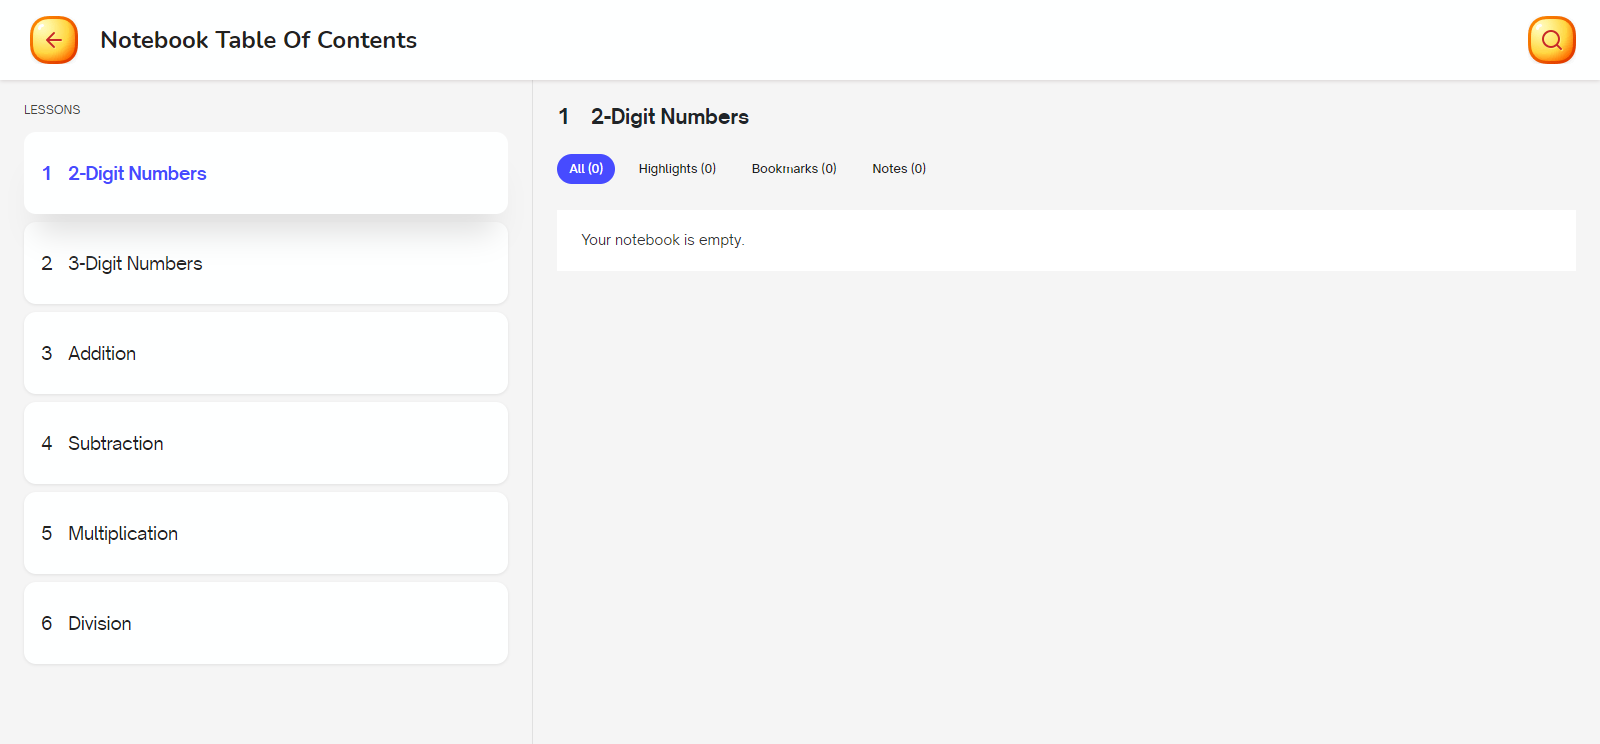 Notebook Table Of Contents
LESSONS
1 2-Digit Numbers
2 3-Digit Numbers
3 Addition
4 Subtraction
5 Multiplication
6 Division
1 2-Digit Numbers
All (0) Highlights (0) Bookmarks (0) Notes (0)
Your notebook is empty.